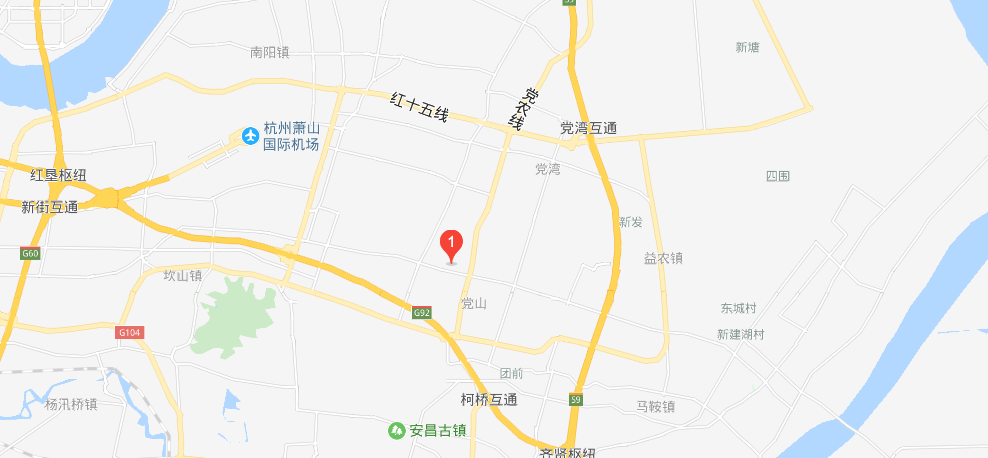 S9
南阳镇
新塘
红十五线
党农线
杭州萧山
国际机场
党湾互通
党湾
红垦枢纽
四围
新街互通
新发
1
G60
益农镇
坎山镇
党山
东城村
G92
G104
新建湖村
团前
柯桥互通
S9
杨汛桥镇
马鞍镇
安昌古镇
齐贤枢纽